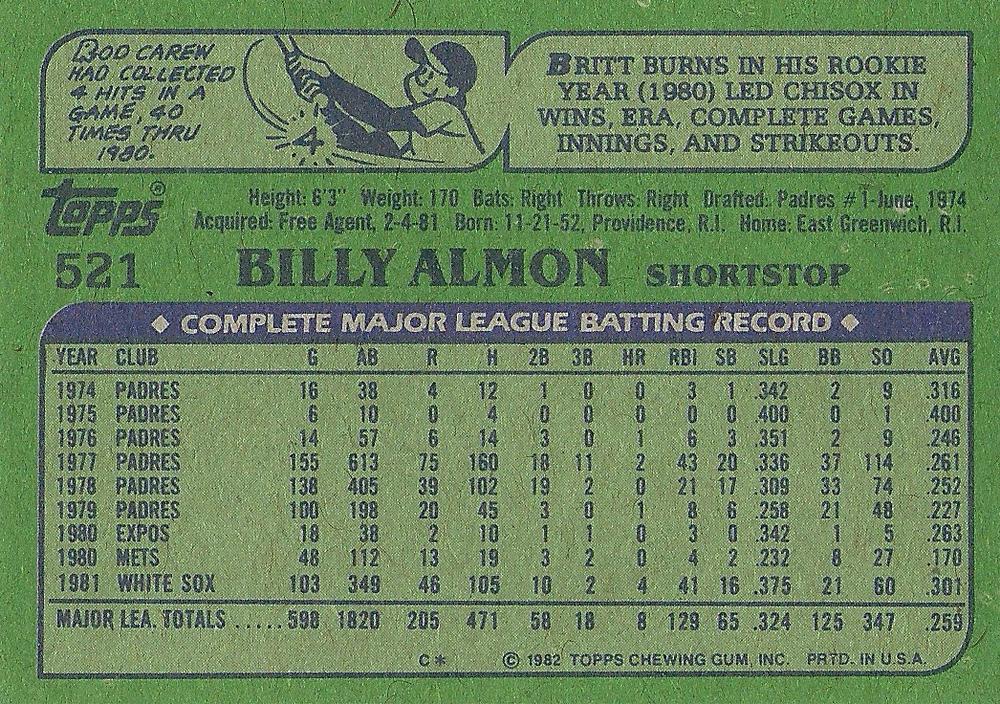 ROD CAREW
HAD COLLECTED
4 HITS IN A
GAME, 40
TIMES THRU
1980.
4
BRITT BURNS IN HIS ROOKIE
YEAR (1980) LED CHISOX IN
WINS, ERA, COMPLETE GAMES,
INNINGS, AND STRIKEOUTS.
Topps®
Height: 6'3" Weight: 170 Bats: Right Throws: Right Drafted: Padres #1-June, 1974
Acquired: Free Agent, 2-4-81 Born: 11-21-52, Providence, R.I. Home: East Greenwich, R.I.
521 BILLY ALMON SHORTSTOP
◆ COMPLETE MAJOR LEAGUE BATTING RECORD ◆
YEAR CLUB G AB R H 2B 3B HR RBI SB SLG BB SO AVG
1974 PADRES 16 38 4 12 1 0 0 3 1 .342 2 9 .316
1975 PADRES 6 10 0 4 0 0 0 0 0 .400 0 1 .400
1976 PADRES 14 57 6 14 3 0 1 6 3 .351 2 9 .246
1977 PADRES 155 613 75 160 18 11 2 43 20 .336 37 114 .261
1978 PADRES 138 405 39 102 19 2 0 21 17 .309 33 74 .252
1979 PADRES 100 198 20 45 3 0 1 8 6 .258 21 48 .227
1980 EXPOS 18 38 2 10 1 1 0 3 0 .342 1 5 .263
1980 METS 48 112 13 19 3 2 0 4 2 .232 8 27 .170
1981 WHITE SOX 103 349 46 105 10 2 4 41 16 .375 21 60 .301
MAJOR LEA. TOTALS ..... 598 1820 205 471 58 18 8 129 65 .324 125 347 .259
C* © 1982 TOPPS CHEWING GUM, INC. PRTD. IN U.S.A.